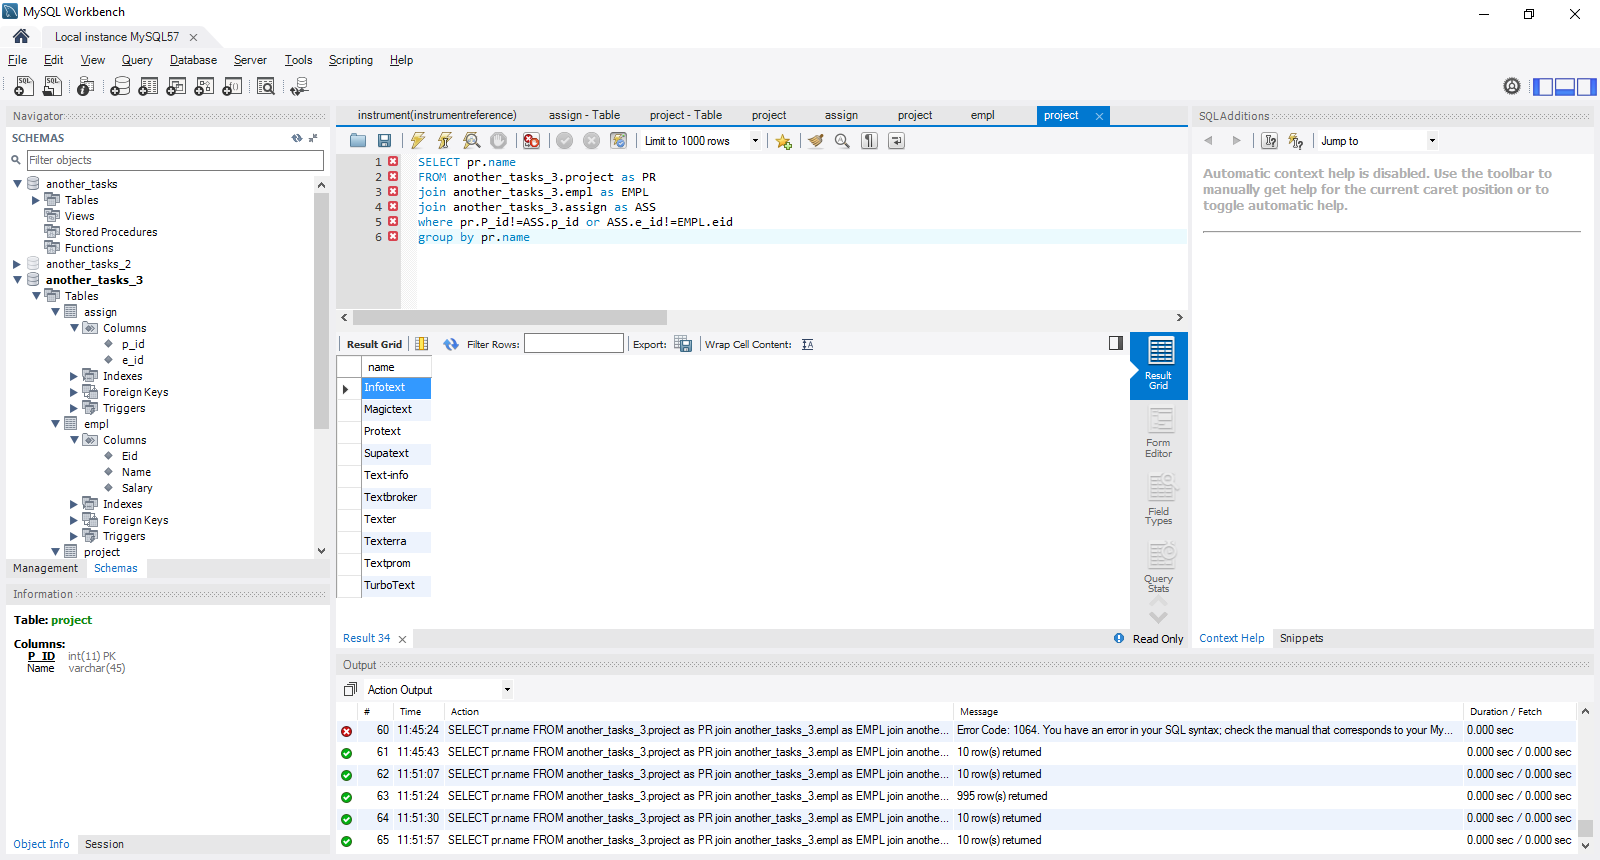 MySQL Workbench
Local instance MySQL57
File Edit View Query Database Server Tools Scripting Help
Navigator
SCHEMAS
Filter objects
another_tasks
Tables
Views
Stored Procedures
Functions
another_tasks_2
another_tasks_3
Tables
assign
Columns
p_id
e_id
Indexes
Foreign Keys
Triggers
empl
Columns
Eid
Name
Salary
Indexes
Foreign Keys
Triggers
project
Management Schemas
Information
Table: project
Columns:
P_ID int(11) PK
Name varchar(45)
Object Info Session
instrument(instrumentreference) assign - Table project - Table project assign project empl project
Limit to 1000 rows
1 SELECT pr.name
2 FROM another_tasks_3.project as PR
3 join another_tasks_3.empl as EMPL
4 join another_tasks_3.assign as ASS
5 where pr.P_id!=ASS.p_id or ASS.e_id!=EMPL.eid
6 group by pr.name
Result Grid Filter Rows: Export: Wrap Cell Content:
name
Infotext
Magictext
Protext
Supatext
Text-info
Textbroker
Texter
Texterra
Textprom
TurboText
Result
Grid
Form
Editor
Field
Types
Query
Stats
Result 34 Read Only
SQLAdditions
Jump to
Automatic context help is disabled. Use the toolbar to
manually get help for the current caret position or to
toggle automatic help.
Context Help Snippets
Output
Action Output
# Time Action Message Duration / Fetch
60 11:45:24 SELECT pr.name FROM another_tasks_3.project as PR join another_tasks_3.empl as EMPL join anothe... Error Code: 1064. You have an error in your SQL syntax; check the manual that corresponds to your My... 0.000 sec
61 11:45:43 SELECT pr.name FROM another_tasks_3.project as PR join another_tasks_3.empl as EMPL join anothe... 10 row(s) returned 0.000 sec / 0.000 sec
62 11:51:07 SELECT pr.name FROM another_tasks_3.project as PR join another_tasks_3.empl as EMPL join anothe... 10 row(s) returned 0.000 sec / 0.000 sec
63 11:51:24 SELECT pr.name FROM another_tasks_3.project as PR join another_tasks_3.empl as EMPL join anothe... 995 row(s) returned 0.000 sec / 0.000 sec
64 11:51:30 SELECT pr.name FROM another_tasks_3.project as PR join another_tasks_3.empl as EMPL join anothe... 10 row(s) returned 0.000 sec / 0.000 sec
65 11:51:57 SELECT pr.name FROM another_tasks_3.project as PR join another_tasks_3.empl as EMPL join anothe... 10 row(s) returned 0.000 sec / 0.000 sec